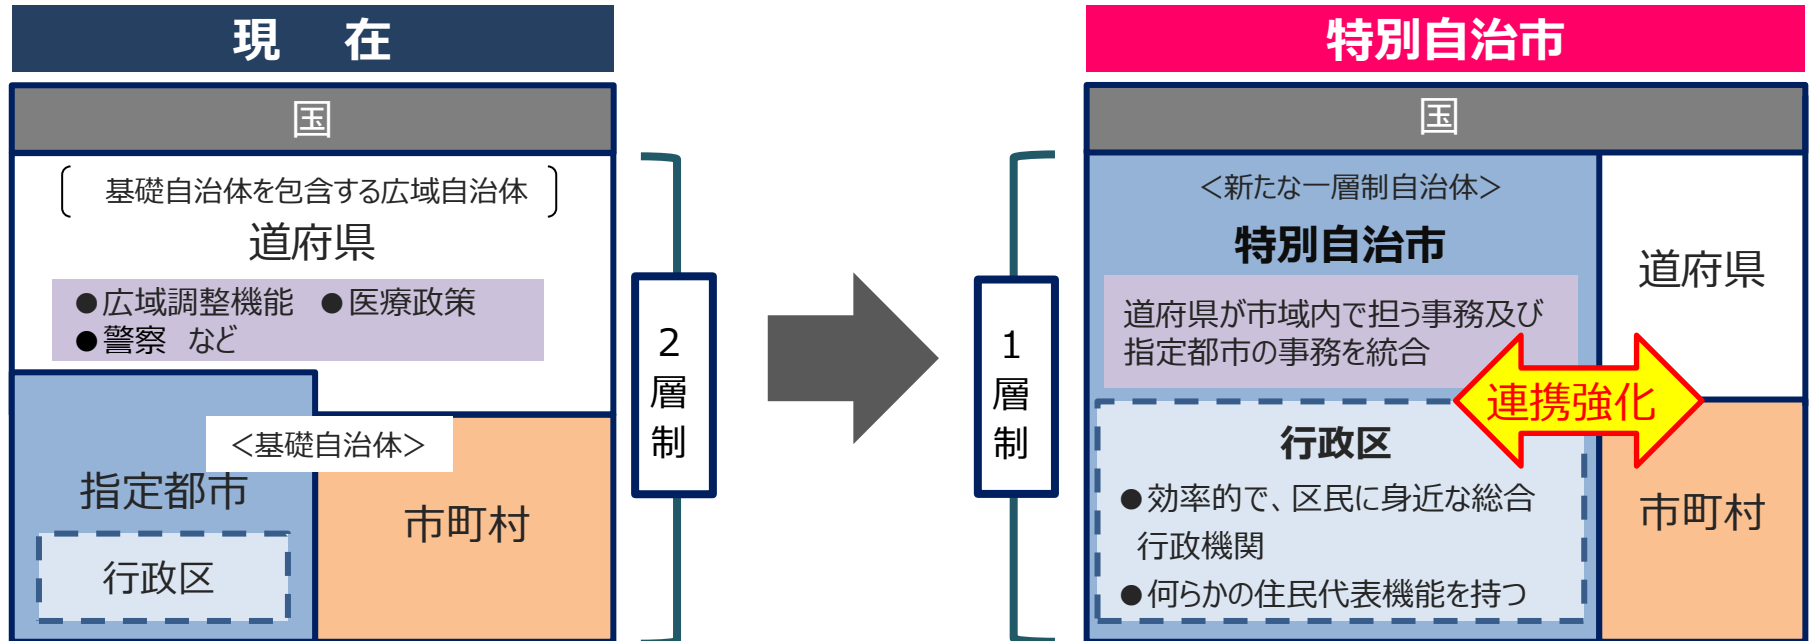 現　在
国
基礎自治体を包含する広域自治体
道府県
●広域調整機能　●医療政策
●警察　など
＜基礎自治体＞
指定都市
行政区
市町村
２層制
特別自治市
国
＜新たな一層制自治体＞
特別自治市
道府県が市域内で担う事務及び
指定都市の事務を統合
行政区
●効率的で、区民に身近な総合
行政機関
●何らかの住民代表機能を持つ
道府県
連携強化
市町村
１層制